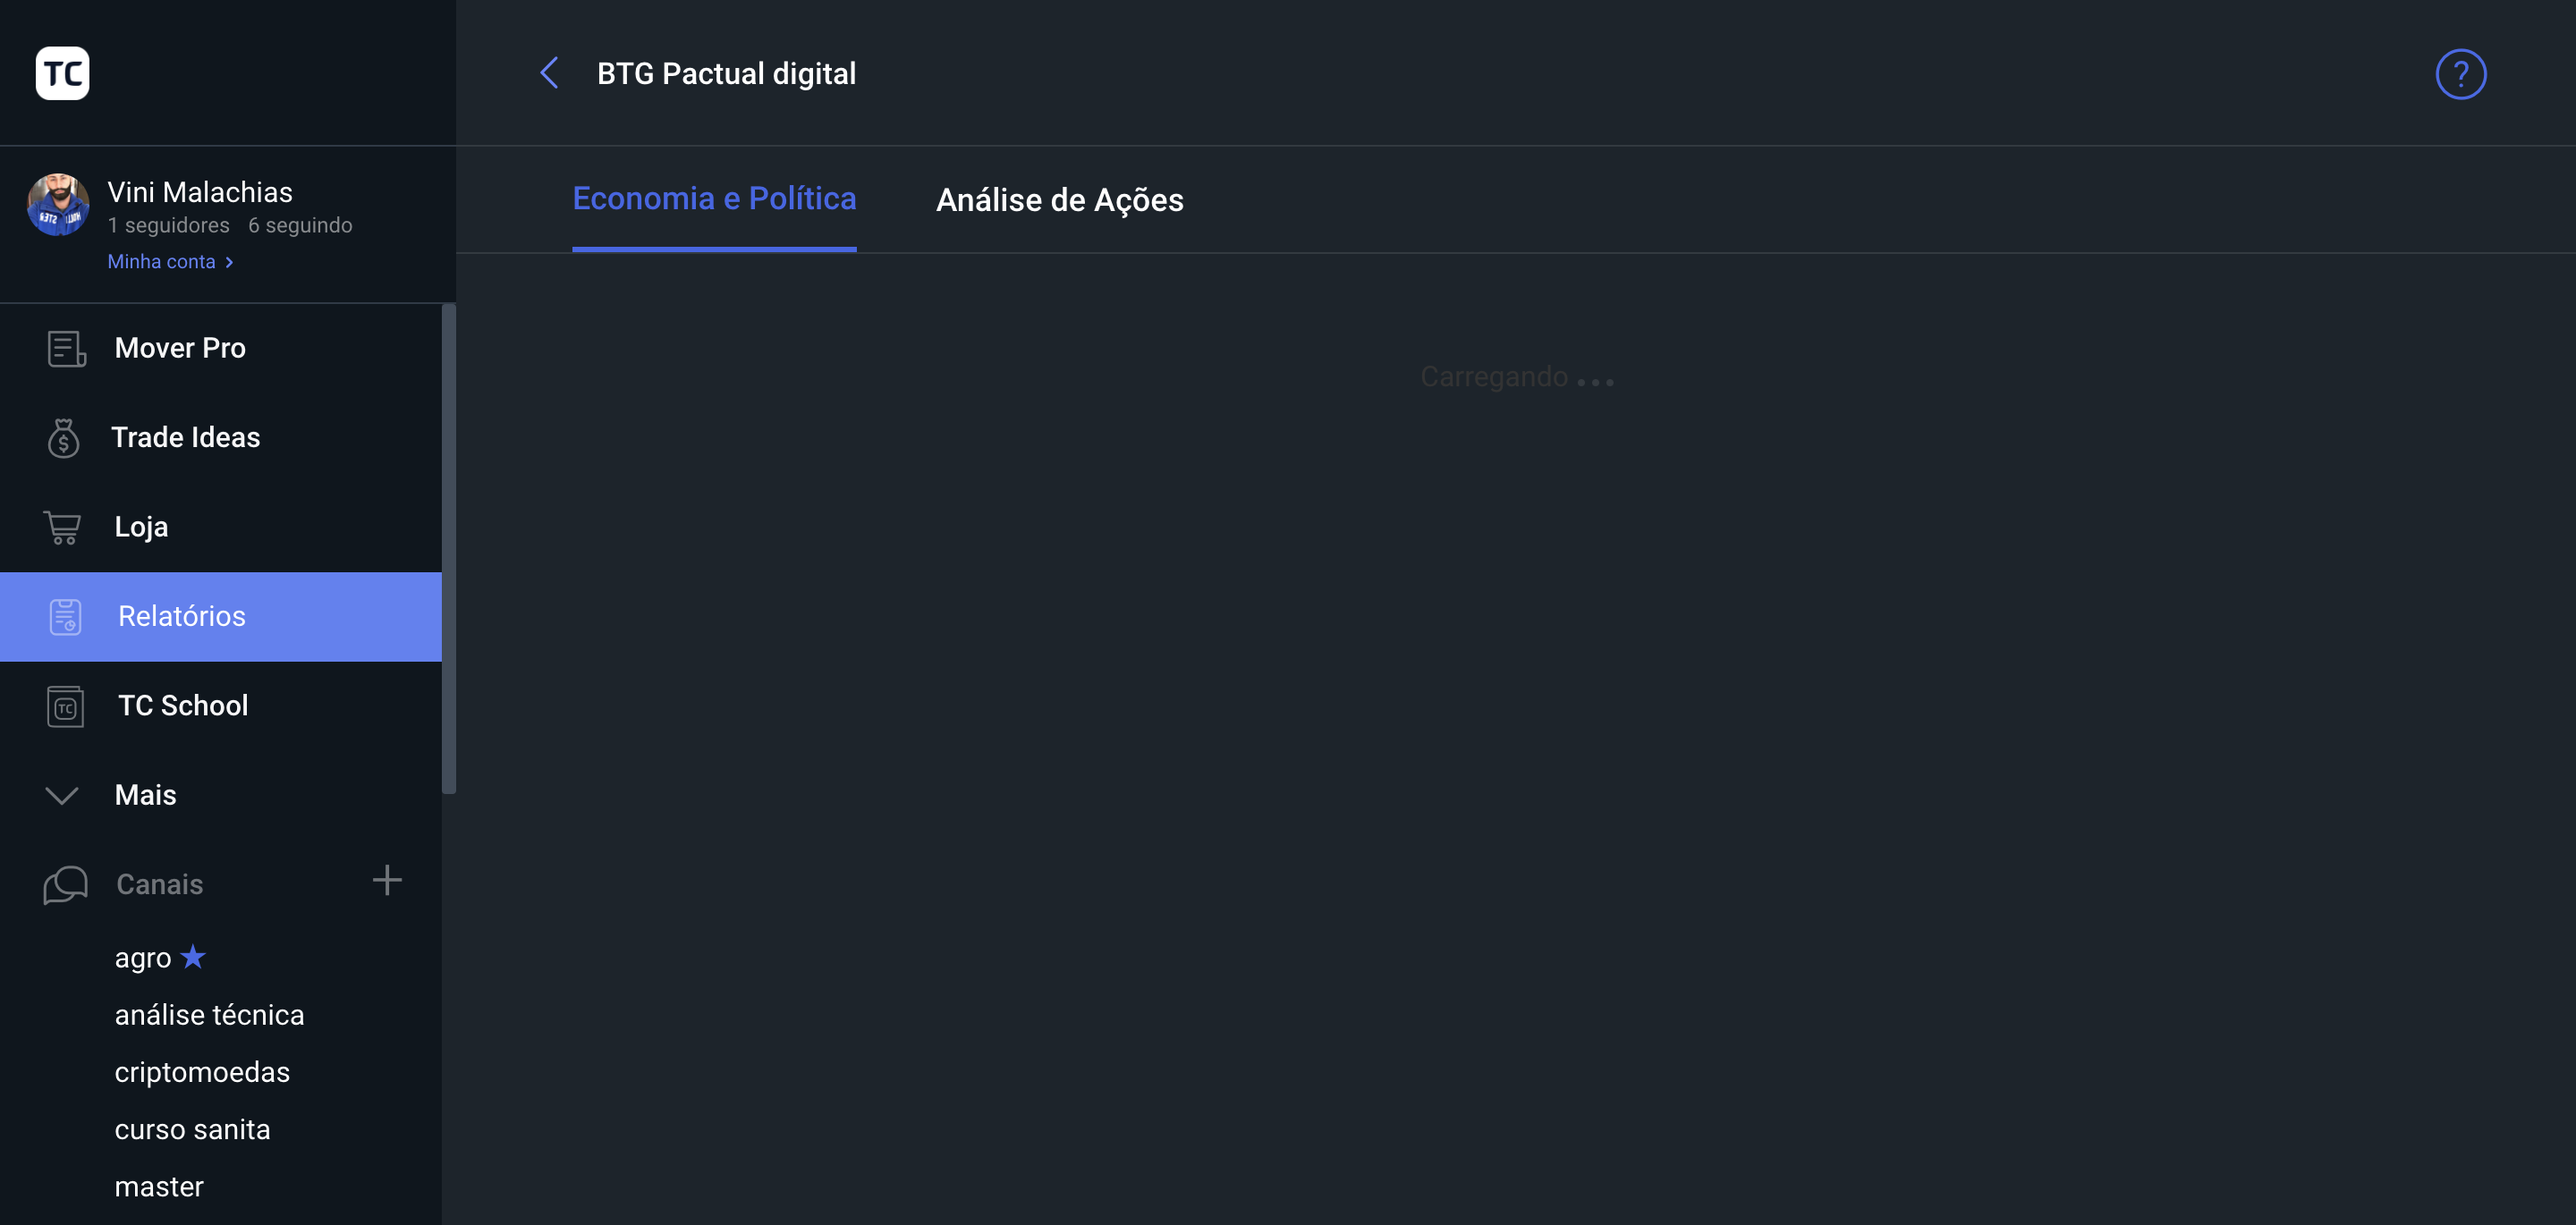 TC
Vini Malachias
1 seguidores 6 seguindo
Minha conta
Mover Pro
Trade Ideas
Loja
Relatórios
TC School
Mais
Canais
agro
análise técnica
criptomoedas
curso sanita
master
BTG Pactual digital
?
Economia e Política
Análise de Ações
Carregando ...